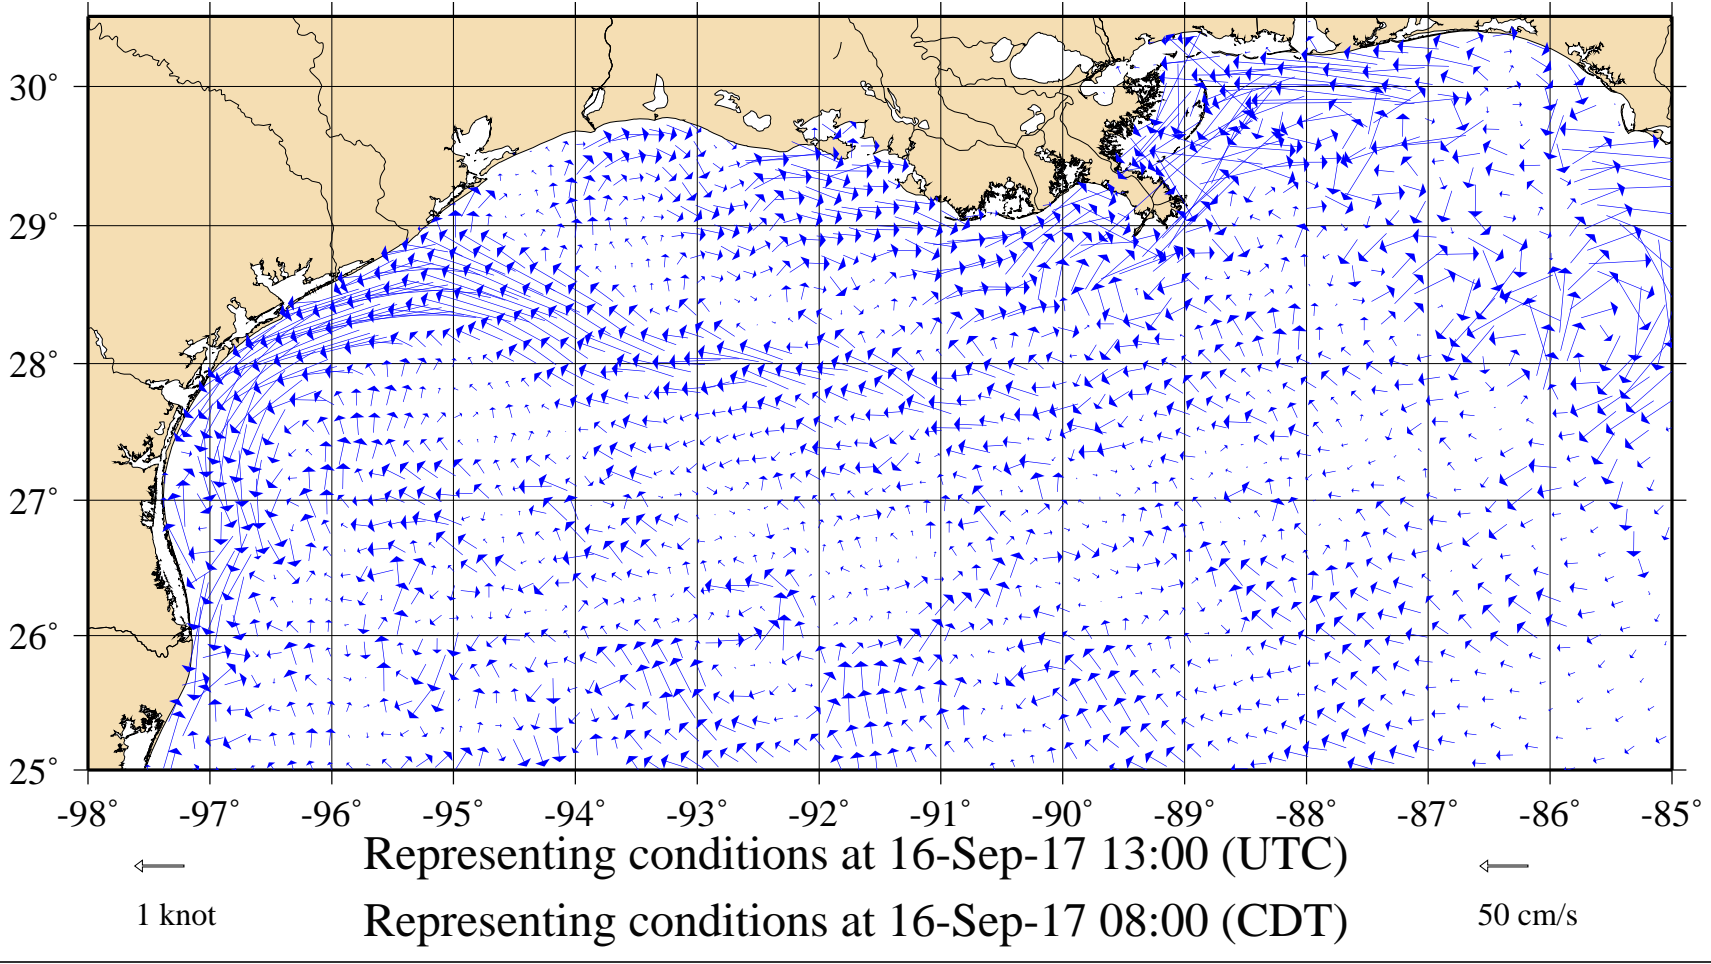 30°
29°
28°
27°
26°
25°
-98° -97° -96° -95° -94° -93° -92° -91° -90° -89° -88° -87° -86° -85°
Representing conditions at 16-Sep-17 13:00 (UTC)
1 knot
Representing conditions at 16-Sep-17 08:00 (CDT)
50 cm/s